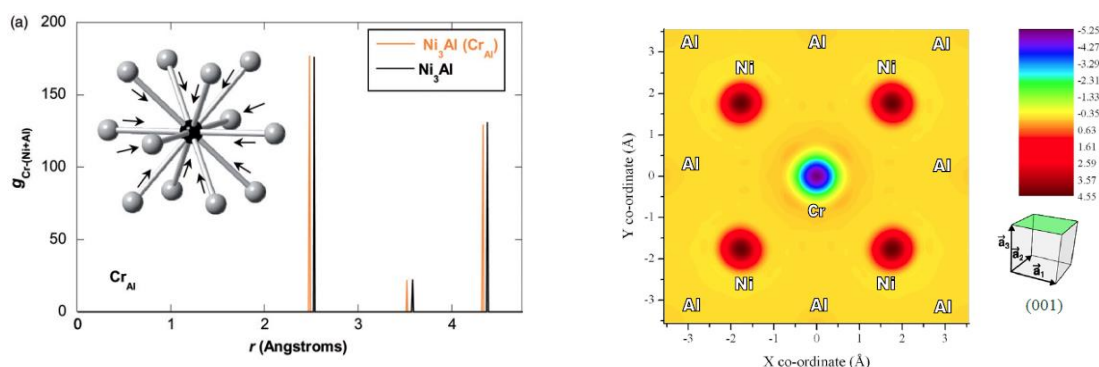 (a)
200
150
100
50
0
g Cr-(Ni+Al)
Ni3Al (CrAl)
Ni3Al
CrAl
0 1 2 3 4
r (Angstroms)
Al Al Al
Ni Ni
Al Al
Cr
Ni Ni
Al Al Al
3
2
1
0
-1
-2
-3
Y co-ordinate (Å)
-3 -2 -1 0 1 2 3
X co-ordinate (Å)
-5.25
-4.27
-3.29
-2.31
-1.33
-0.35
0.63
1.61
2.59
3.57
4.55
a3
a2
a1
(001)